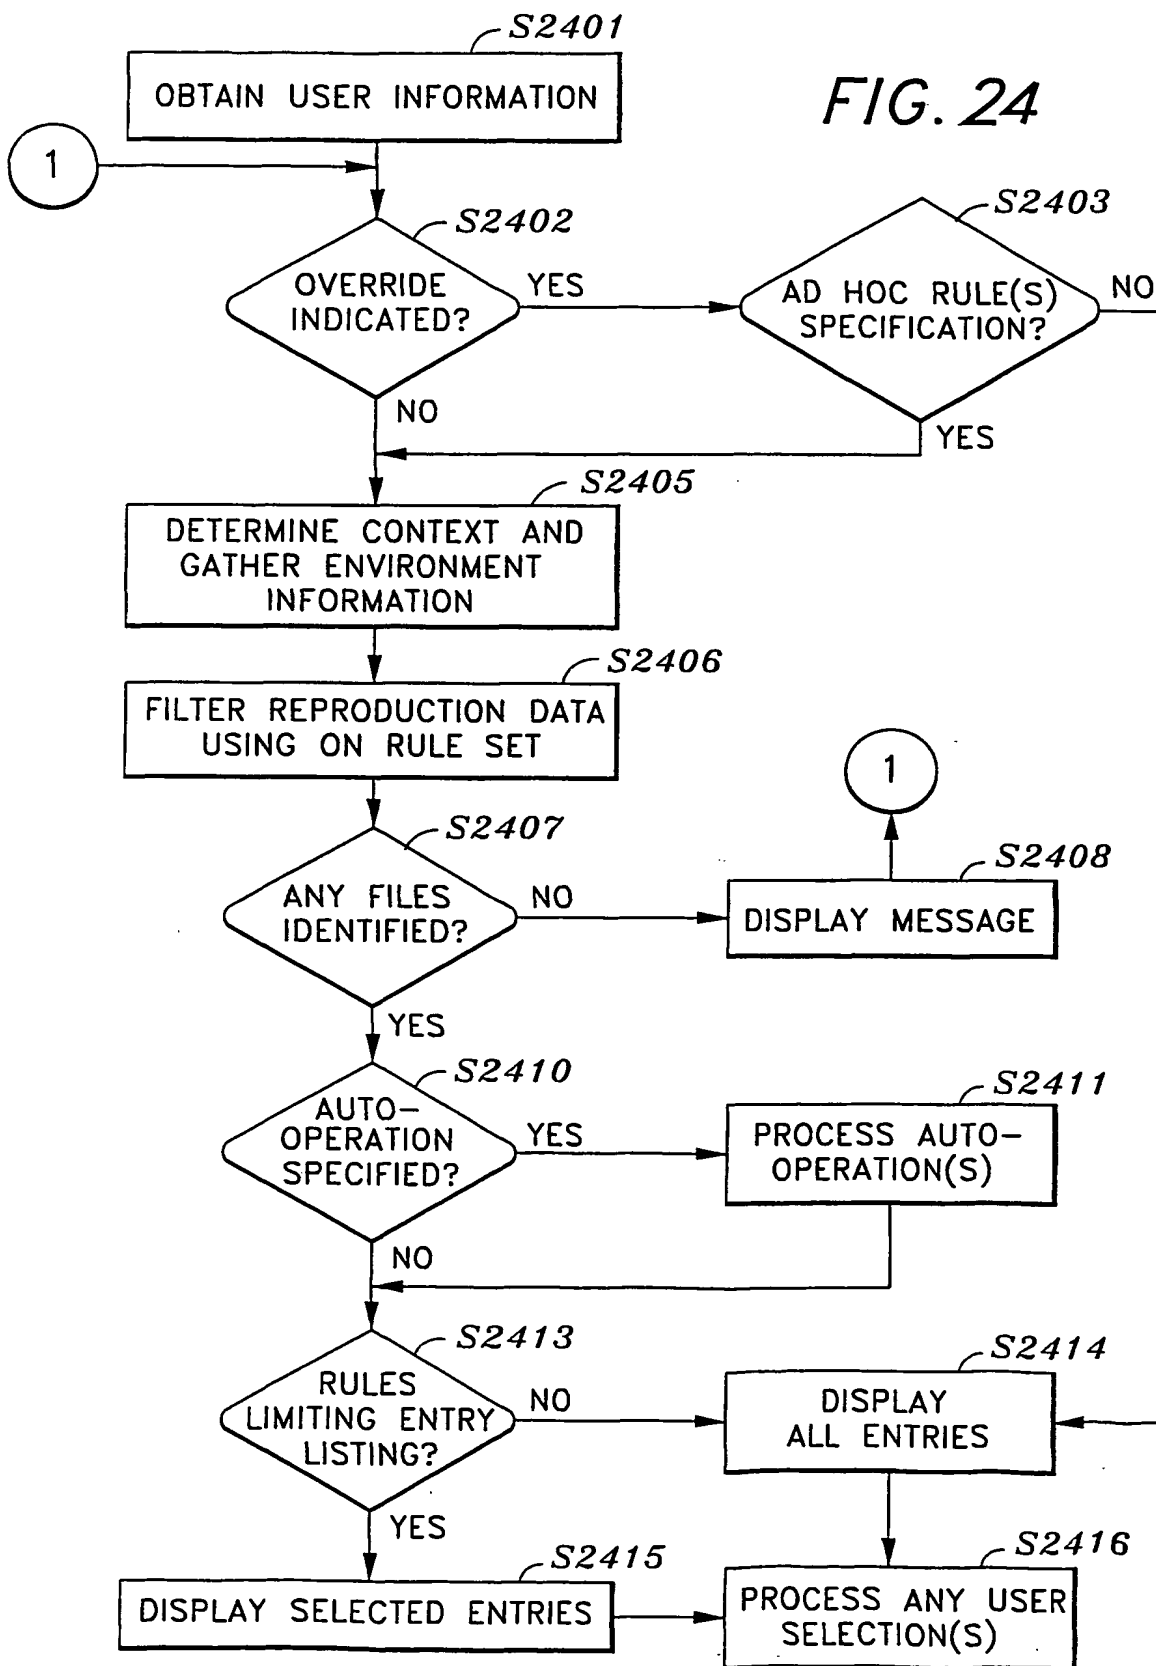 S2401
OBTAIN USER INFORMATION
FIG. 24
1
S2402
OVERRIDE
INDICATED?
YES
NO
S2403
AD HOC RULE(S)
SPECIFICATION?
NO
YES
S2405
DETERMINE CONTEXT AND
GATHER ENVIRONMENT
INFORMATION
S2406
FILTER REPRODUCTION DATA
USING ON RULE SET
S2407
ANY FILES
IDENTIFIED?
NO
YES
1
S2408
DISPLAY MESSAGE
S2410
AUTO-
OPERATION
SPECIFIED?
YES
NO
S2411
PROCESS AUTO-
OPERATION(S)
S2413
RULES
LIMITING ENTRY
LISTING?
NO
YES
S2414
DISPLAY
ALL ENTRIES
S2415
DISPLAY SELECTED ENTRIES
S2416
PROCESS ANY USER
SELECTION(S)